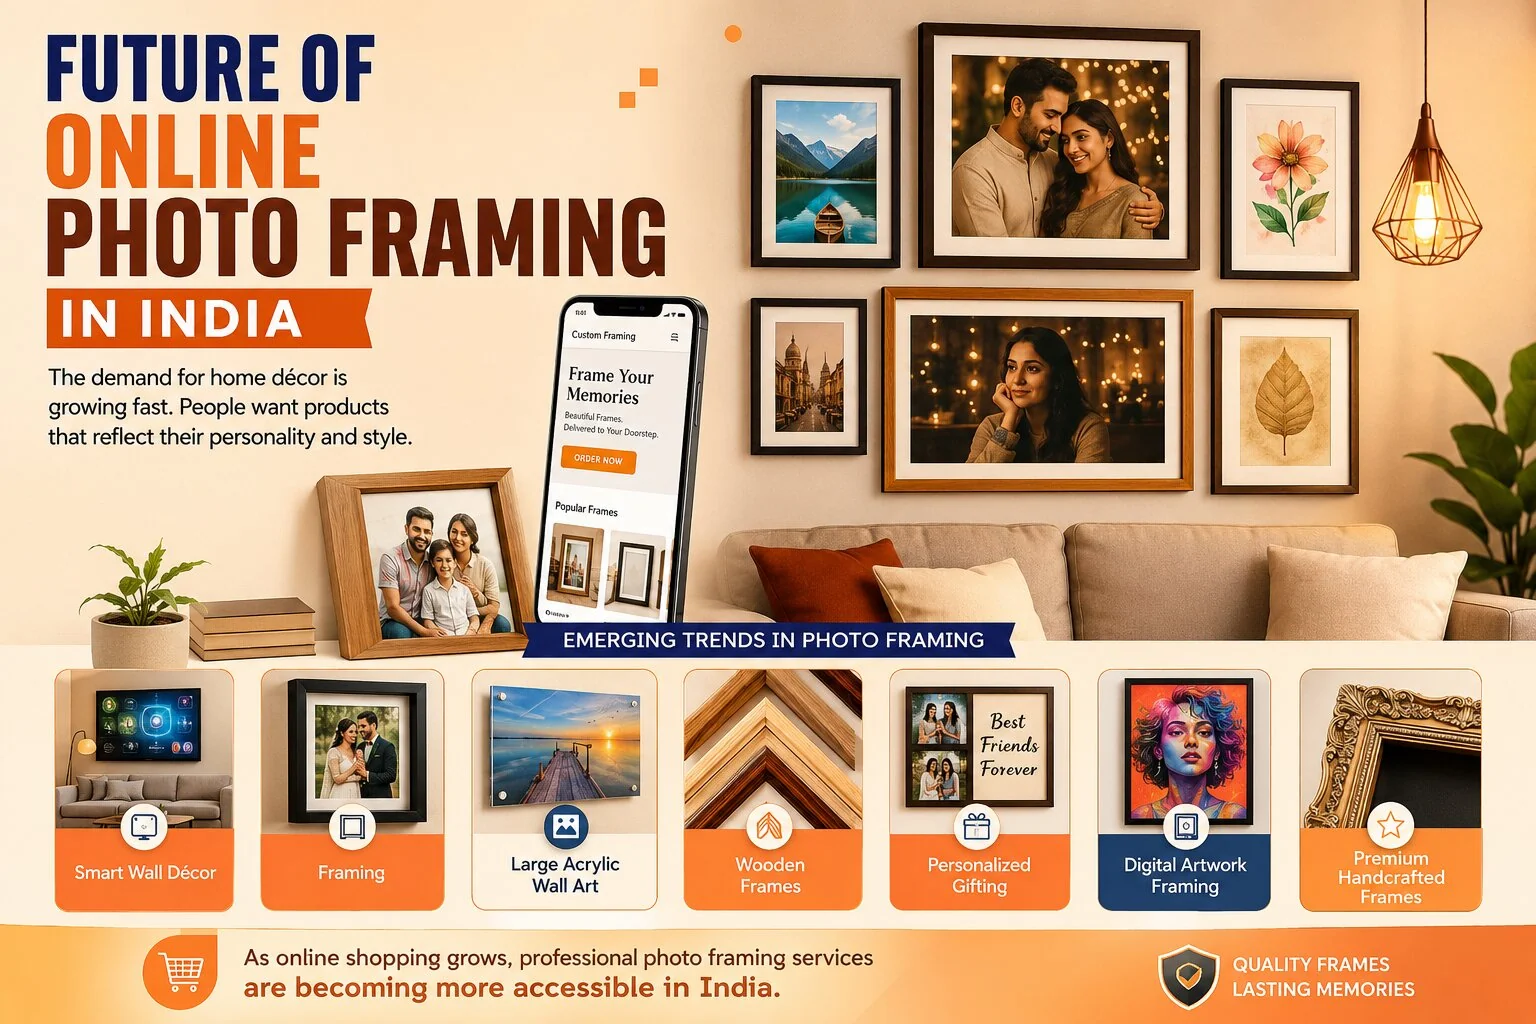 FUTURE OF
ONLINE
PHOTO FRAMING
IN INDIA
The demand for home décor is
growing fast. People want products
that reflect their personality and style.
Custom Framing
Frame Your
Memories
Beautiful Frames.
Delivered to Your Doorstep.
ORDER NOW
Popular Frames
EMERGING TRENDS IN PHOTO FRAMING
Best
Friends
Forever
Smart Wall Décor
Framing
Large Acrylic
Wall Art
Wooden
Frames
Personalized
Gifting
Digital Artwork
Framing
Premium
Handcrafted
Frames
As online shopping grows, professional photo framing services
are becoming more accessible in India.
QUALITY FRAMES
LASTING MEMORIES